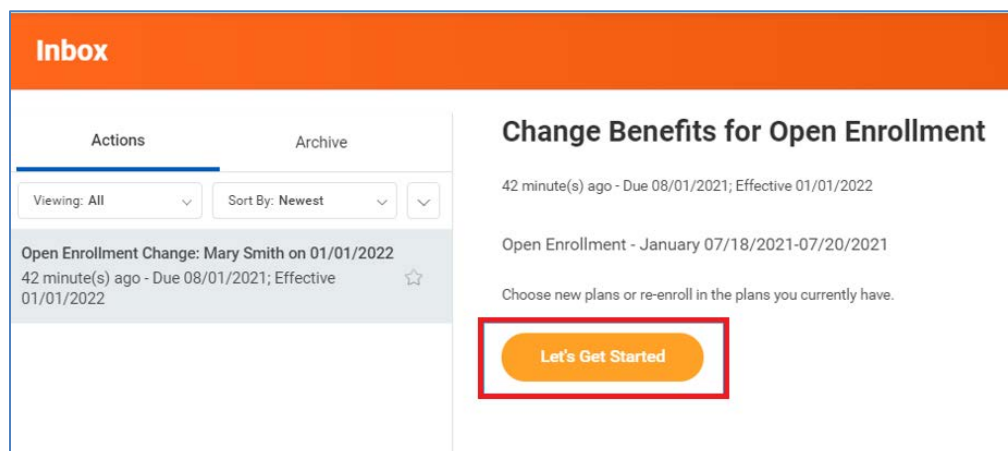 Inbox
Actions
Archive
Viewing: All
Sort By: Newest
Open Enrollment Change: Mary Smith on 01/01/2022
42 minute(s) ago - Due 08/01/2021; Effective
01/01/2022
Change Benefits for Open Enrollment
42 minute(s) ago - Due 08/01/2021; Effective 01/01/2022
Open Enrollment - January 07/18/2021-07/20/2021
Choose new plans or re-enroll in the plans you currently have.
Let's Get Started